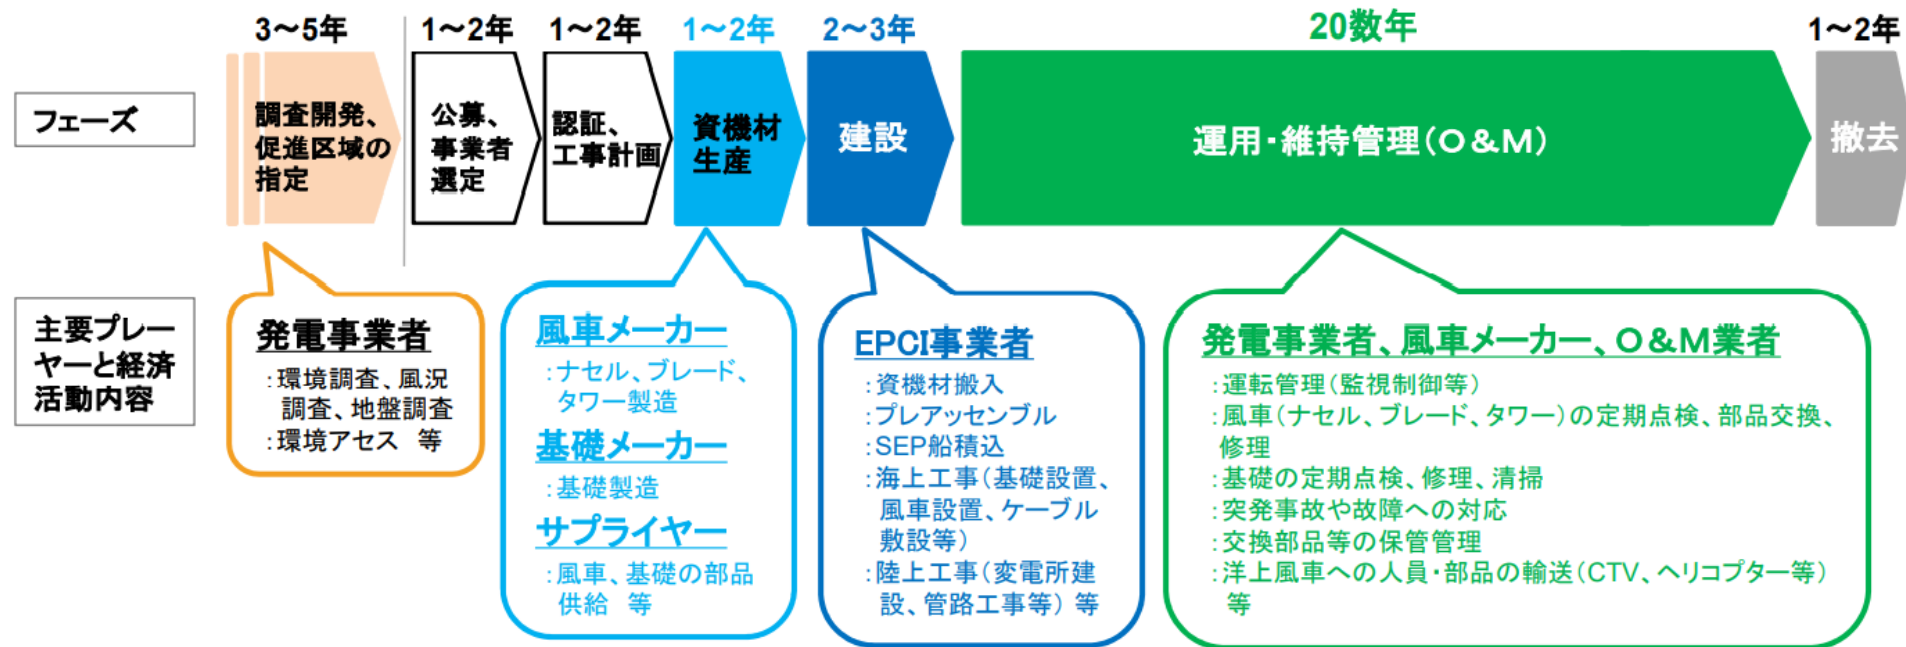 3～5年
1～2年
1～2年
1～2年
2～3年
20数年
1～2年
フェーズ
調査開発、
促進区域の
指定
公募、
事業者
選定
認証、
工事計画
資機材
生産
建設
運用・維持管理(O＆M)
撤去
主要プレー
ヤーと経済
活動内容
発電事業者
：環境調査、風況
調査、地盤調査
：環境アセス　等
風車メーカー
：ナセル、ブレード、
タワー製造
基礎メーカー
：基礎製造
サプライヤー
：風車、基礎の部品
供給　等
EPCI事業者
：資機材搬入
：プレアッセンブル
：SEP船積込
：海上工事(基礎設置、
風車設置、ケーブル
敷設等)
：陸上工事(変電所建
設、管路工事等) 等
発電事業者、風車メーカー、O＆M業者
：運転管理(監視制御等)
：風車(ナセル、ブレード、タワー)の定期点検、部品交換、
修理
：基礎の定期点検、修理、清掃
：突発事故や故障への対応
：交換部品等の保管管理
：洋上風車への人員・部品の輸送(CTV、ヘリコプター等)
等